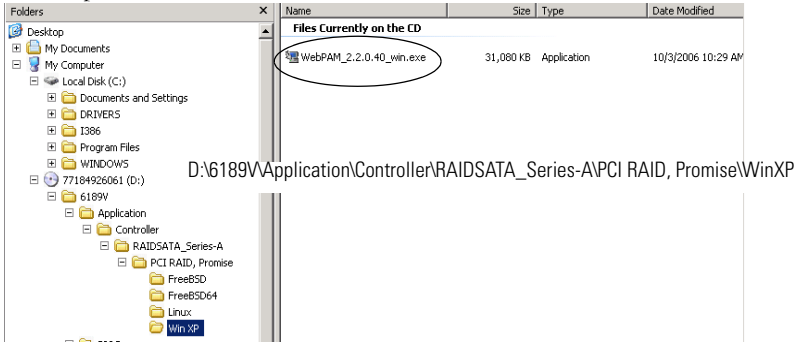 Folders
Desktop
My Documents
My Computer
Local Disk (C:)
Documents and Settings
DRIVERS
I386
Program Files
WINDOWS
77184926061 (D:)
6189V
Application
Controller
RAIDSATA_Series-A
PCI RAID, Promise
FreeBSD
FreeBSD64
Linux
Win XP
Name Size Type Date Modified
Files Currently on the CD
WebPAM_2.2.0.40_win.exe 31,080 KB Application 10/3/2006 10:29 AM
D:\6189V\Application\Controller\RAIDSATA_Series-A\PCI RAID, Promise\WinXP